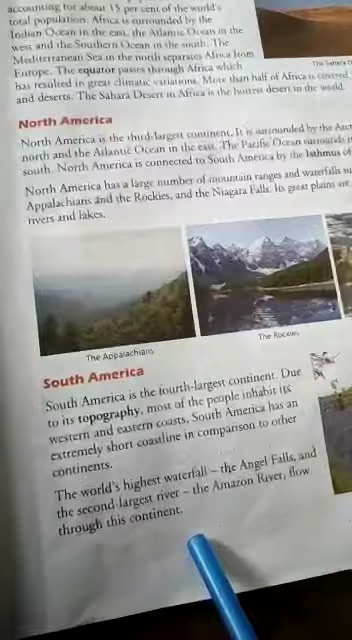 accounting for about 15 per cent of the world's
total population. Africa is surrounded by the
Indian Ocean in the east, the Atlantic Ocean in the
west and the Southern Ocean in the south. The
Mediterranean Sea in the north separates Africa from
Europe. The equator passes through Africa which
has resulted in great climatic variations. More than half of Africa is covered
and deserts. The Sahara Desert in Africa is the hottest desert in the world.
The Sahara D
North America
North America is the third-largest continent. It is surrounded by the Arc
north and the Atlantic Ocean in the east. The Pacific Ocean surrounds i
south. North America is connected to South America by the Isthmus of
North America has a large number of mountain ranges and waterfalls su
Appalachians and the Rockies, and the Niagara Falls. Its great plains are
rivers and lakes.
The Appalachians
The Rockies
South America
South America is the fourth-largest continent. Due
to its topography, most of the people inhabit its
western and eastern coasts. South America has an
extremely short coastline in comparison to other
continents.
The world's highest waterfall – the Angel Falls, and
the second-largest river – the Amazon River, flow
through this continent.